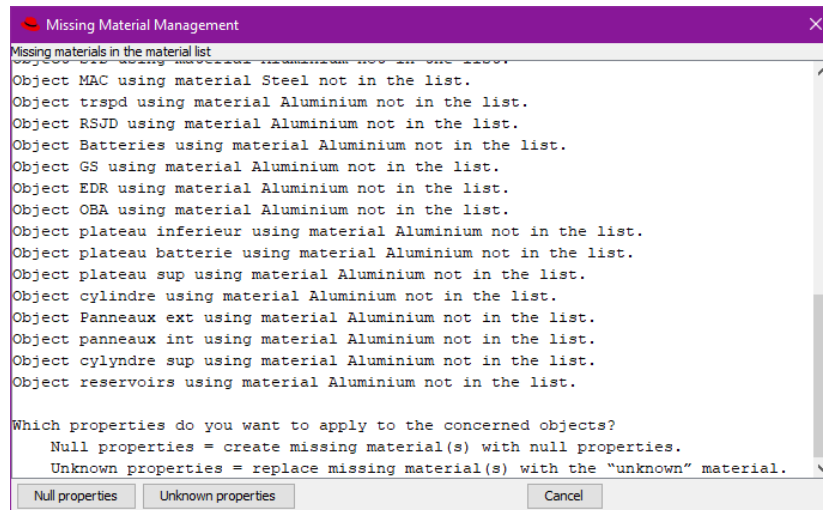 Missing Material Management
Missing materials in the material list
Object MAC using material Steel not in the list.
Object trspd using material Aluminium not in the list.
Object RSJD using material Aluminium not in the list.
Object Batteries using material Aluminium not in the list.
Object GS using material Aluminium not in the list.
Object EDR using material Aluminium not in the list.
Object OBA using material Aluminium not in the list.
Object plateau inferieur using material Aluminium not in the list.
Object plateau batterie using material Aluminium not in the list.
Object plateau sup using material Aluminium not in the list.
Object cylindre using material Aluminium not in the list.
Object Panneaux ext using material Aluminium not in the list.
Object panneaux int using material Aluminium not in the list.
Object cylyndre sup using material Aluminium not in the list.
Object reservoirs using material Aluminium not in the list.
Which properties do you want to apply to the concerned objects?
Null properties = create missing material(s) with null properties.
Unknown properties = replace missing material(s) with the “unknown” material.
Null properties Unknown properties Cancel